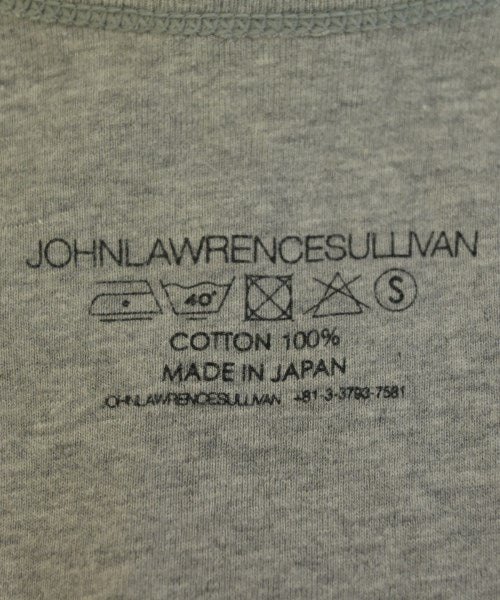 JOHNLAWRENCESULLIVAN
40° S
COTTON 100%
MADE IN JAPAN
JOHNLAWRENCESULLIVAN +81-3-3793-7581